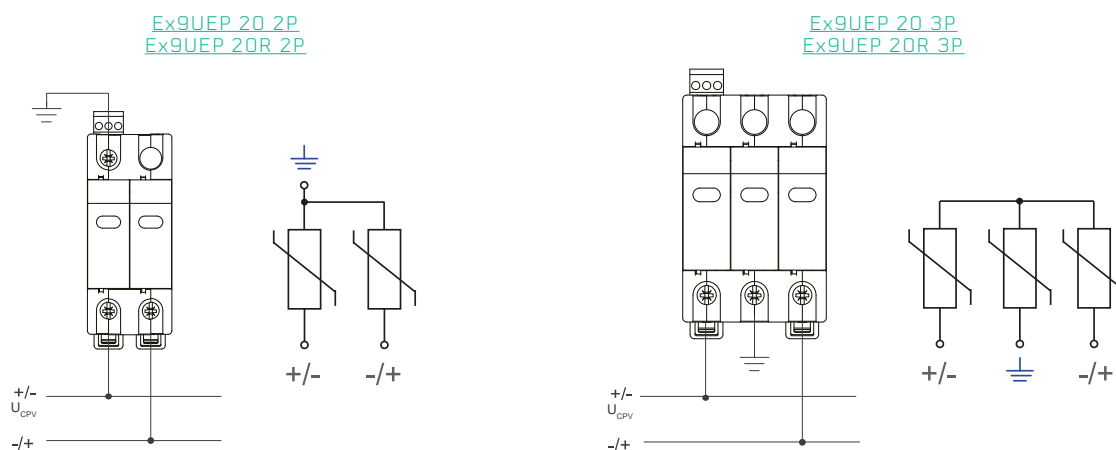 Ex9UEP 20 2P
Ex9UEP 20R 2P
+/-
-/+
+/-
UCPV
-/+
Ex9UEP 20 3P
Ex9UEP 20R 3P
+/-
-/+
+/-
UCPV
-/+